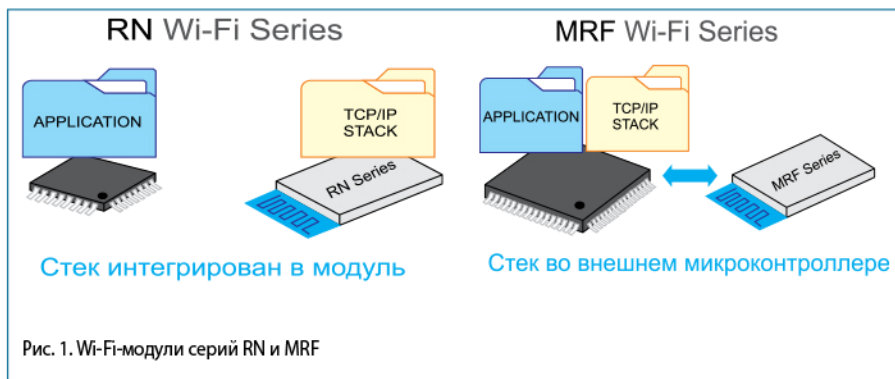 RN Wi-Fi Series
MRF Wi-Fi Series
APPLICATION
TCP/IP
STACK
RN Series
APPLICATION
TCP/IP
STACK
MRF Series
Стек интегрирован в модуль
Стек во внешнем микроконтроллере
Рис. 1. Wi-Fi-модули серий RN и MRF